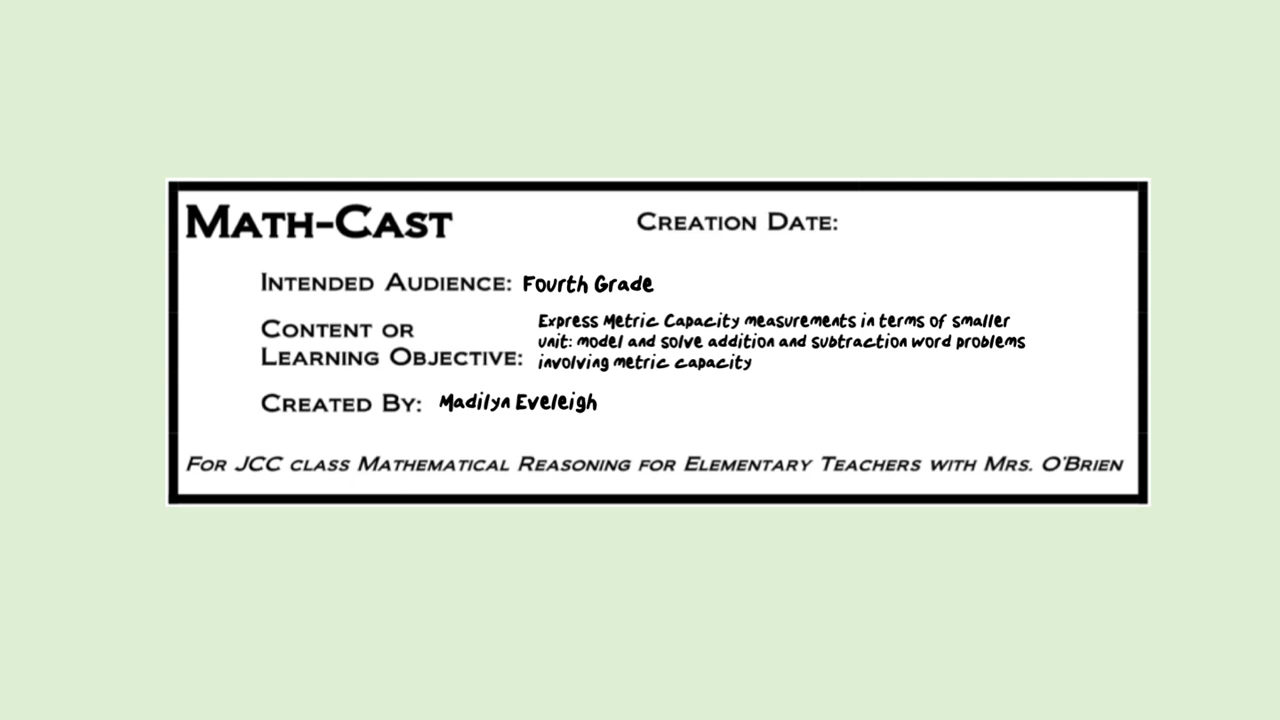 Math-Cast
Creation Date:
Intended Audience: Fourth Grade
Content or
Learning Objective:
Express Metric Capacity measurements in terms of smaller
unit: model and solve addition and subtraction word problems
involving metric capacity
Created By: Madilyn Eveleigh
For JCC class Mathematical Reasoning for Elementary Teachers with Mrs. O'Brien